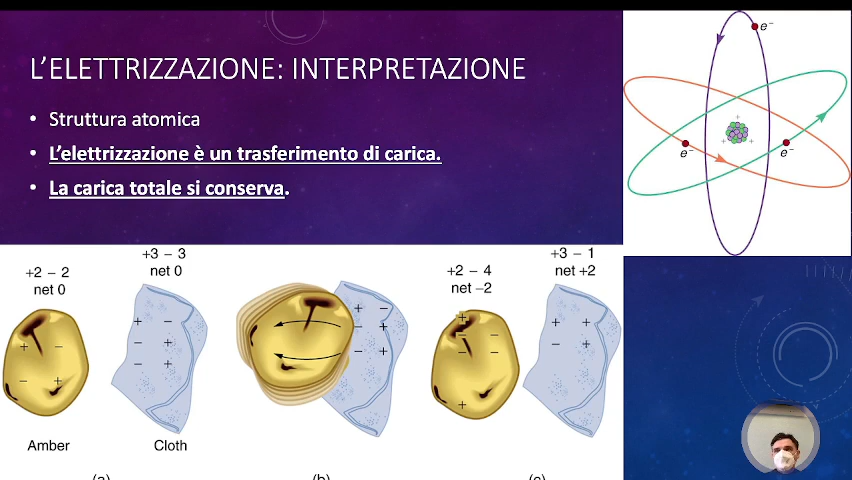 L'ELETTRIZZAZIONE: INTERPRETAZIONE
• Struttura atomica
• L'elettrizzazione è un trasferimento di carica.
• La carica totale si conserva.
e⁻
e⁻
e⁻
+2 − 2
net 0
+3 − 3
net 0
+2 − 4
net −2
+3 − 1
net +2
Amber
Cloth
(a)
(b)
(c)